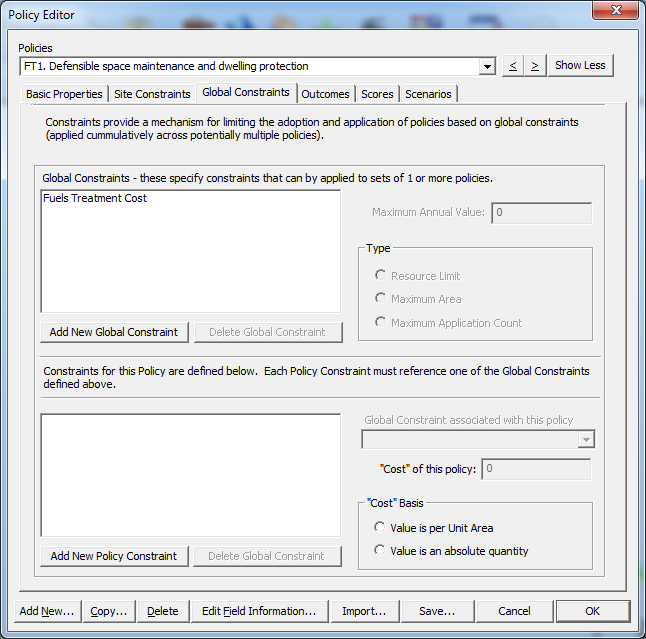 Policy Editor
Policies
FT1. Defensible space maintenance and dwelling protection
< > Show Less
Basic Properties Site Constraints Global Constraints Outcomes Scores Scenarios
Constraints provide a mechanism for limiting the adoption and application of policies based on global constraints
(applied cummulatively across potentially multiple policies).
Global Constraints - these specify constraints that can by applied to sets of 1 or more policies.
Fuels Treatment Cost
Maximum Annual Value: 0
Type
Resource Limit
Maximum Area
Maximum Application Count
Add New Global Constraint Delete Global Constraint
Constraints for this Policy are defined below. Each Policy Constraint must reference one of the Global Constraints
defined above.
Global Constraint associated with this policy
"Cost" of this policy: 0
"Cost" Basis
Value is per Unit Area
Value is an absolute quantity
Add New Policy Constraint Delete Global Constraint
Add New... Copy... Delete Edit Field Information... Import... Save... Cancel OK